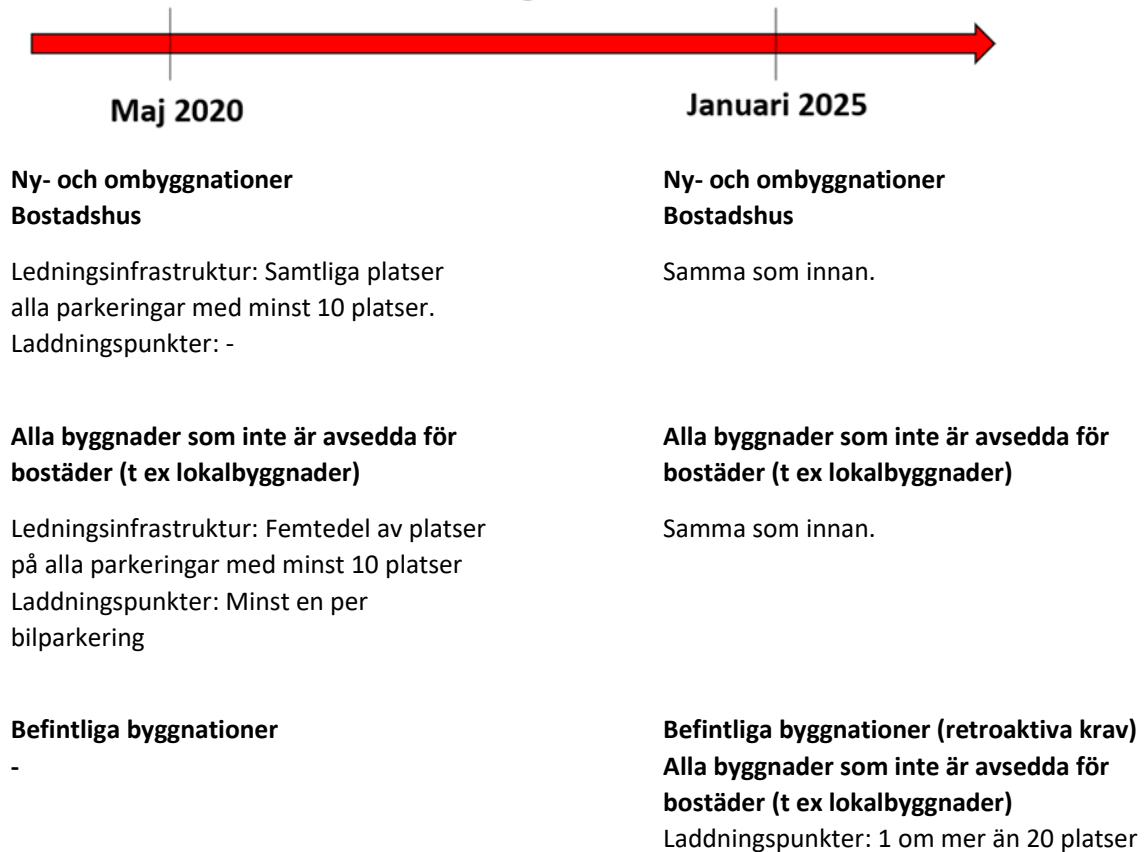 Maj 2020
Januari 2025
Ny- och ombyggnationer
Bostadshus
Ledningsinfrastruktur: Samtliga platser
alla parkeringar med minst 10 platser.
Laddningspunkter: -
Ny- och ombyggnationer
Bostadshus
Samma som innan.
Alla byggnader som inte är avsedda för
bostäder (t ex lokalbyggnader)
Ledningsinfrastruktur: Femtedel av platser
på alla parkeringar med minst 10 platser
Laddningspunkter: Minst en per
bilparkering
Alla byggnader som inte är avsedda för
bostäder (t ex lokalbyggnader)
Samma som innan.
Befintliga byggnationer
-
Befintliga byggnationer (retroaktiva krav)
Alla byggnader som inte är avsedda för
bostäder (t ex lokalbyggnader)
Laddningspunkter: 1 om mer än 20 platser